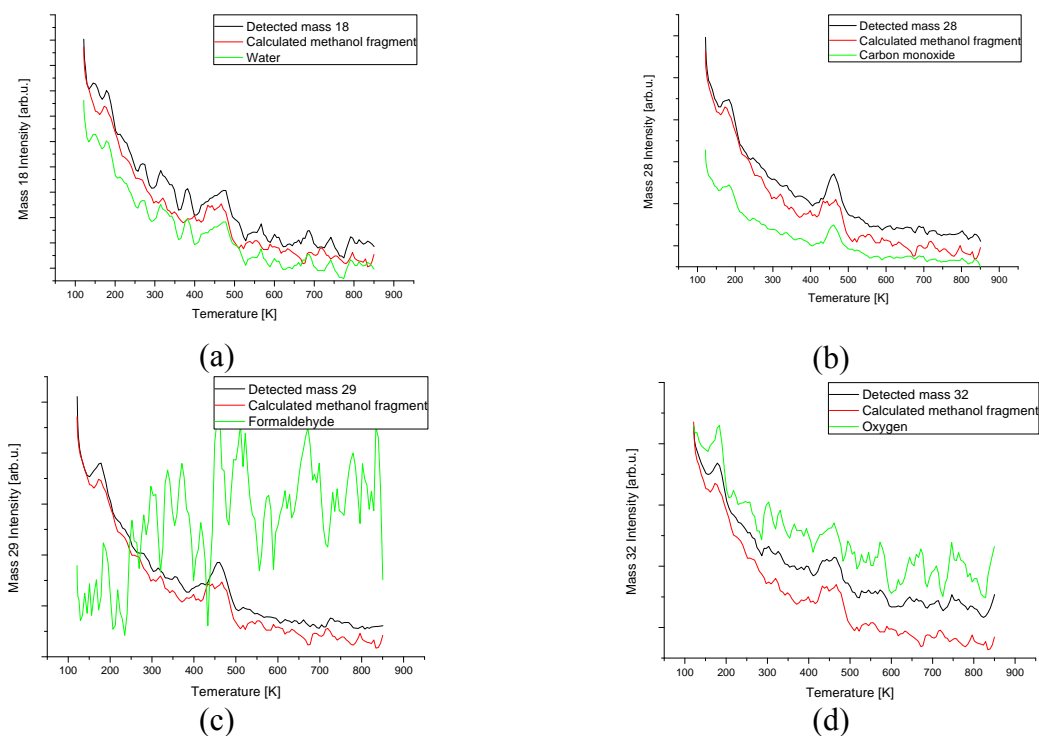 Detected mass 18
Calculated methanol fragment
Water
Mass 18 Intensity [arb.u.]
100 200 300 400 500 600 700 800 900
Temerature [K]
(a)
Detected mass 28
Calculated methanol fragment
Carbon monoxide
Mass 28 Intensity [arb.u.]
100 200 300 400 500 600 700 800 900
Temerature [K]
(b)
Detected mass 29
Calculated methanol fragment
Formaldehyde
Mass 29 Intensity [arb.u.]
100 200 300 400 500 600 700 800 900
Temerature [K]
(c)
Detected mass 32
Calculated methanol fragment
Oxygen
Mass 32 Intensity [arb.u.]
100 200 300 400 500 600 700 800 900
Temerature [K]
(d)